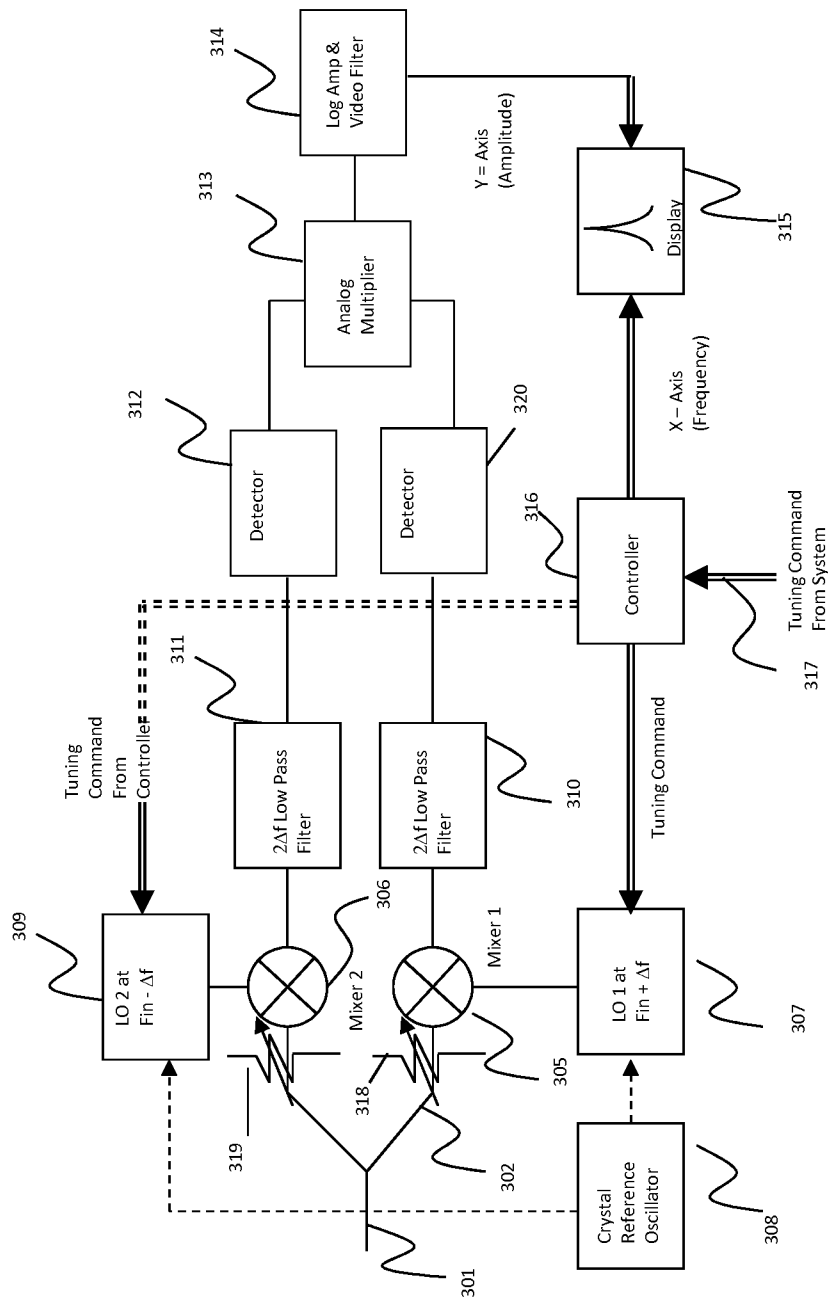 314
Log Amp &
Video Filter
Y = Axis
(Amplitude)
313
Analog
Multiplier
Display
315
312
Detector
320
Detector
X – Axis
(Frequency)
316
Controller
Tuning Command
From System
317
311
Tuning
Command
From
Controller
2Δf Low Pass
Filter
2Δf Low Pass
Filter
310
Tuning Command
309
LO 2 at
Fin - Δf
306
Mixer 2
Mixer 1
LO 1 at
Fin + Δf
307
305
318
319
302
301
Crystal
Reference
Oscillator
308